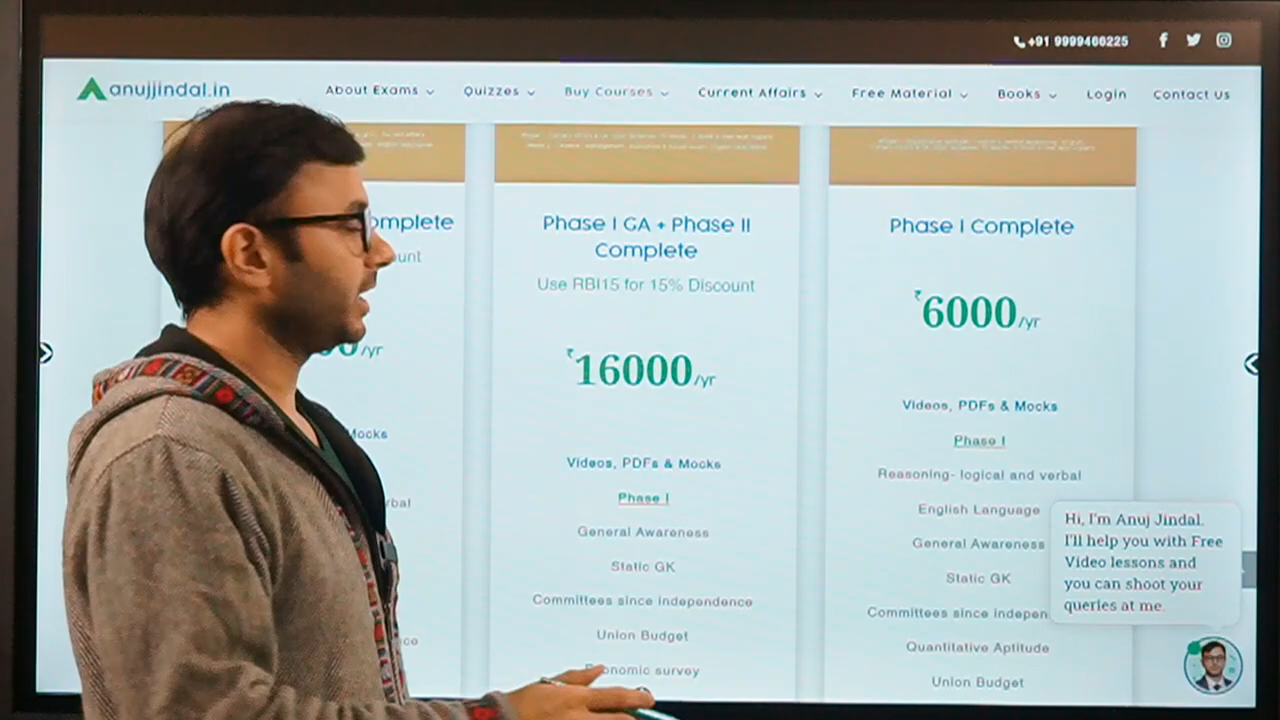 +91 9999466225
anujjindal.in
About Exams
Quizzes
Buy Courses
Current Affairs
Free Material
Books
Login
Contact Us
omplete
ount
/yr
Mocks
rbal
ce
Phase I GA + Phase II
Complete
Use RBI15 for 15% Discount
₹16000/yr
Videos, PDFs & Mocks
Phase I
General Awareness
Static GK
Committees since independence
Union Budget
onomic survey
Phase I Complete
₹6000/yr
Videos, PDFs & Mocks
Phase I
Reasoning- logical and verbal
English Language
General Awareness
Static GK
Committees since indepen
Quantitative Aptitude
Union Budget
Hi, I'm Anuj Jindal.
I'll help you with Free
Video lessons and
you can shoot your
queries at me.